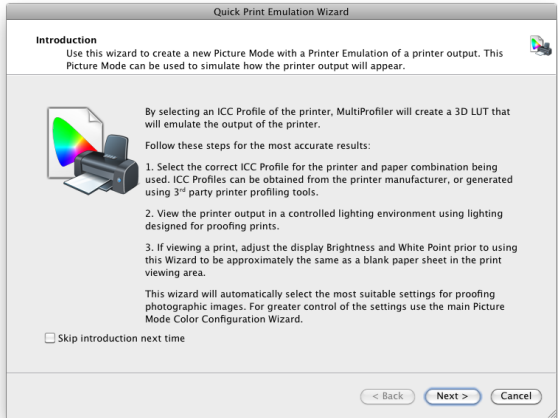 Quick Print Emulation Wizard
Introduction
Use this wizard to create a new Picture Mode with a Printer Emulation of a printer output. This
Picture Mode can be used to simulate how the printer output will appear.
By selecting an ICC Profile of the printer, MultiProfiler will create a 3D LUT that
will emulate the output of the printer.
Follow these steps for the most accurate results:
1. Select the correct ICC Profile for the printer and paper combination being
used. ICC Profiles can be obtained from the printer manufacturer, or generated
using 3rd party printer profiling tools.
2. View the printer output in a controlled lighting environment using lighting
designed for proofing prints.
3. If viewing a print, adjust the display Brightness and White Point prior to using
this Wizard to be approximately the same as a blank paper sheet in the print
viewing area.
This wizard will automatically select the most suitable settings for proofing
photographic images. For greater control of the settings use the main Picture
Mode Color Configuration Wizard.
Skip introduction next time
< Back
Next >
Cancel